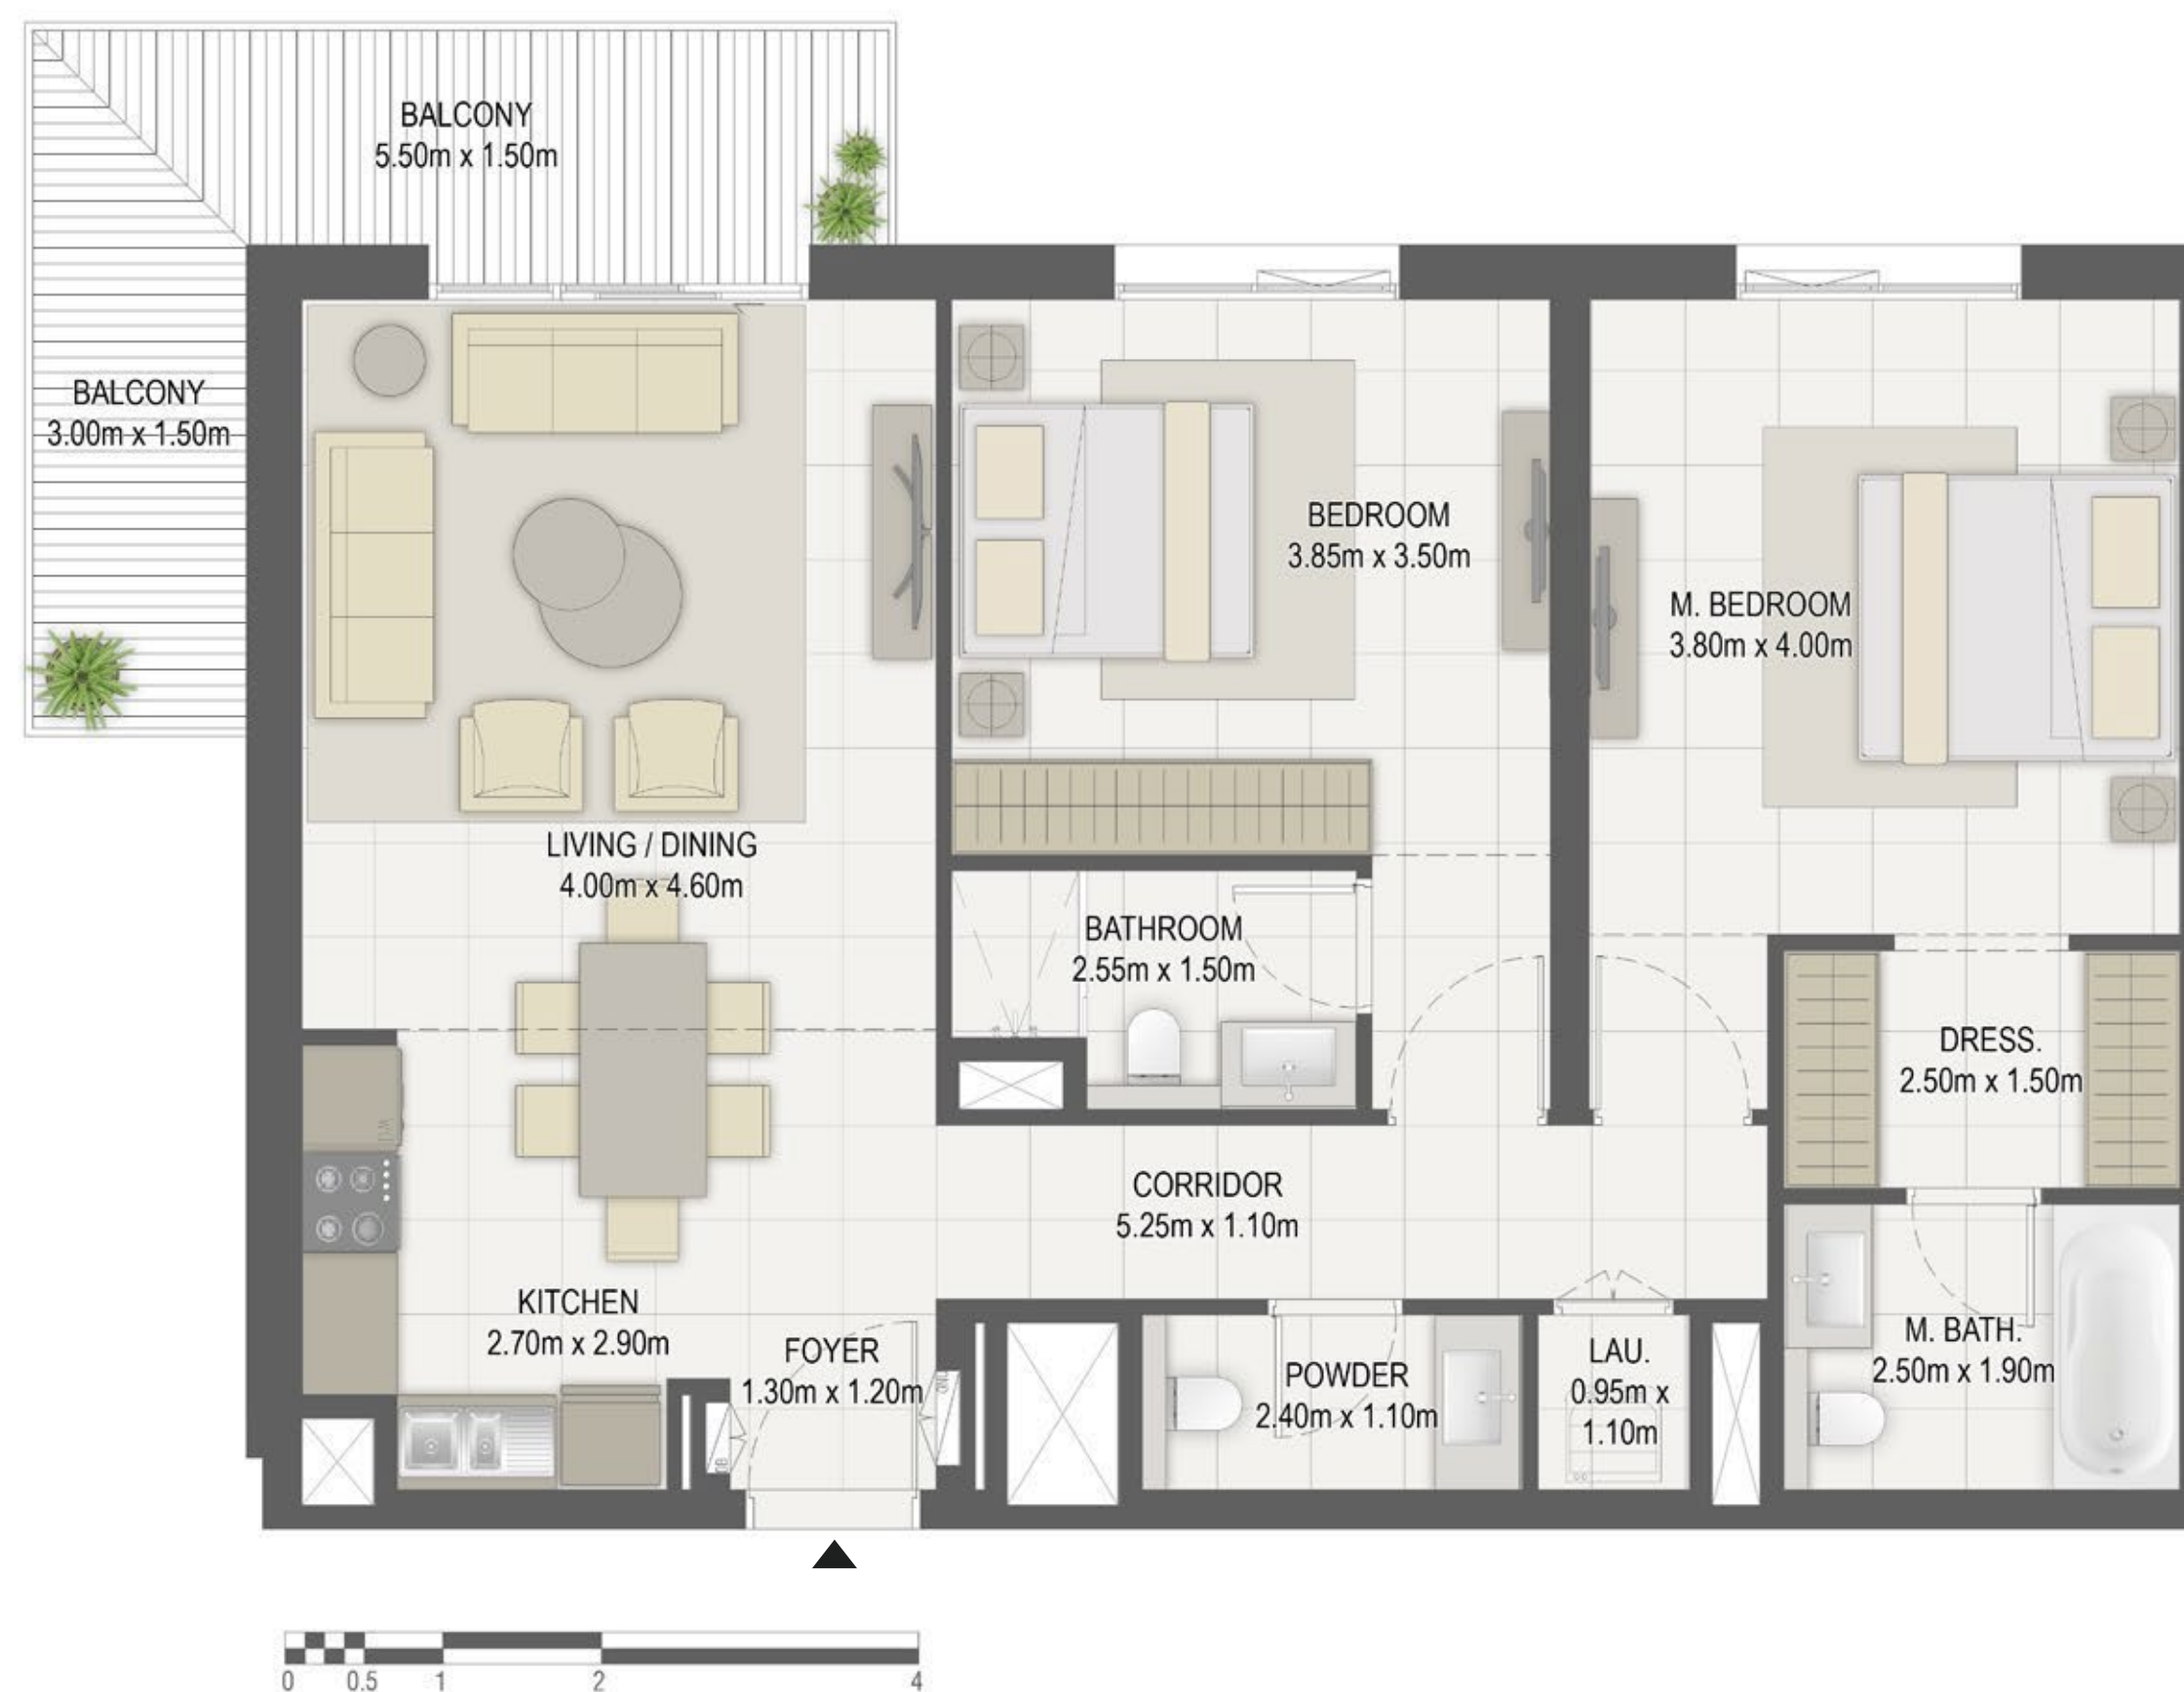 BALCONY
5.50m x 1.50m
BALCONY
3.00m x 1.50m
BEDROOM
3.85m x 3.50m
M. BEDROOM
3.80m x 4.00m
LIVING / DINING
4.00m x 4.60m
BATHROOM
2.55m x 1.50m
DRESS.
2.50m x 1.50m
CORRIDOR
5.25m x 1.10m
KITCHEN
2.70m x 2.90m
FOYER
1.30m x 1.20m
POWDER
2.40m x 1.10m
LAU.
0.95m x
1.10m
M. BATH.
2.50m x 1.90m
0 0.5 1 2 4